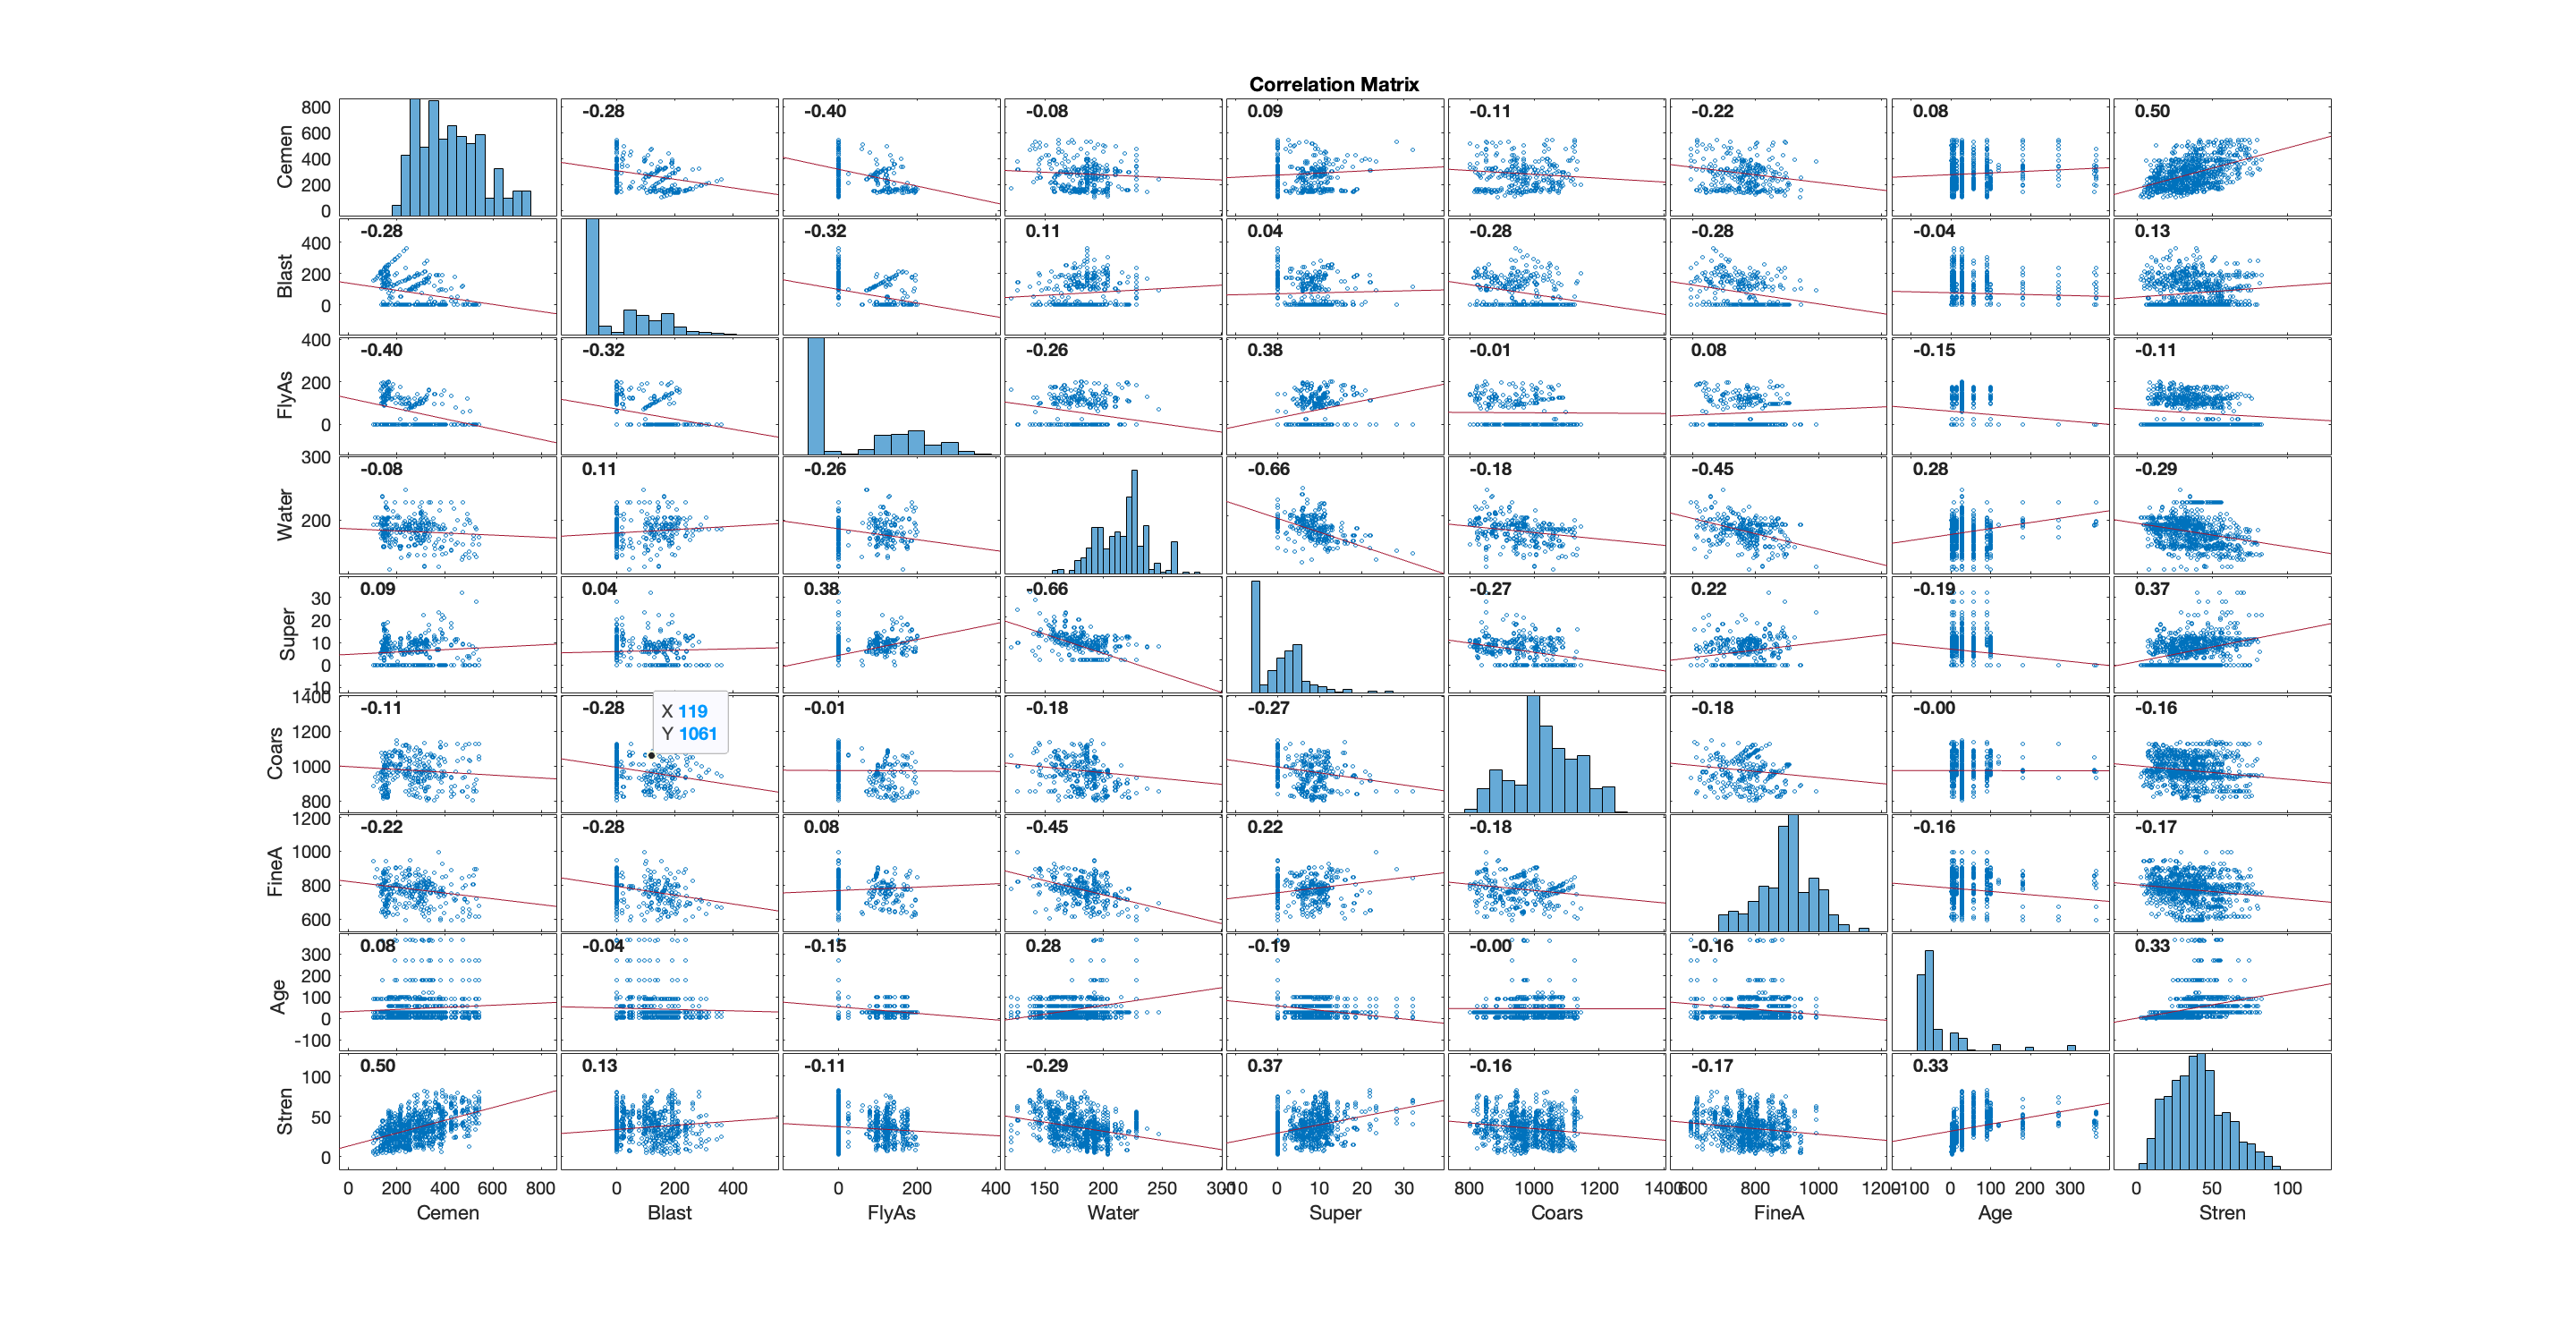 Correlation Matrix
800 600 400 200 0 Cemen -0.28 -0.40 -0.08 0.09 -0.11 -0.22 0.08 0.50
400 200 0 Blast -0.28 -0.32 0.11 0.04 -0.28 -0.28 -0.04 0.13
400 200 0 FlyAs -0.40 -0.32 -0.26 0.38 -0.01 0.08 -0.15 -0.11
300 200 Water -0.08 0.11 -0.26 -0.66 -0.18 -0.45 0.28 -0.29
30 20 10 0 -10 Super 0.09 0.04 0.38 -0.66 -0.27 0.22 -0.19 0.37
1400 1200 1000 800 Coars -0.11 -0.28 -0.01 -0.18 -0.27 -0.18 -0.00 -0.16
X 119
Y 1061
1200 1000 800 600 FineA -0.22 -0.28 0.08 -0.45 0.22 -0.18 -0.16 -0.17
300 200 100 0 -100 Age 0.08 -0.04 -0.15 0.28 -0.19 -0.00 -0.16 0.33
100 50 0 Stren 0.50 0.13 -0.11 -0.29 0.37 -0.16 -0.17 0.33
0 200 400 600 800 0 200 400 0 200 400 150 200 250 300 -10 0 10 20 30 800 1000 1200 1400 600 800 1000 1200 -100 0 100 200 300 0 50 100
Cemen Blast FlyAs Water Super Coars FineA Age Stren